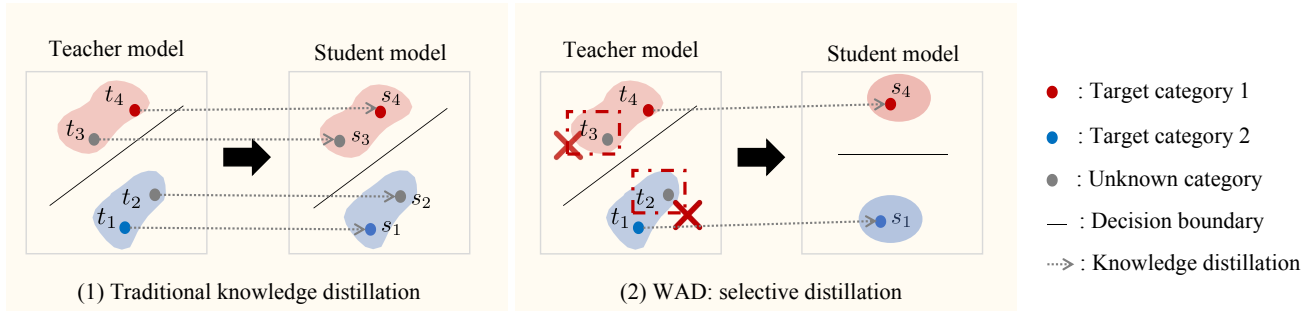 Teacher model
Student model
t4
s4
t3
s3
t2
s2
t1
s1
(1) Traditional knowledge distillation
Teacher model
Student model
t4
s4
t3
t2
t1
s1
(2) WAD: selective distillation
: Target category 1
: Target category 2
: Unknown category
: Decision boundary
: Knowledge distillation